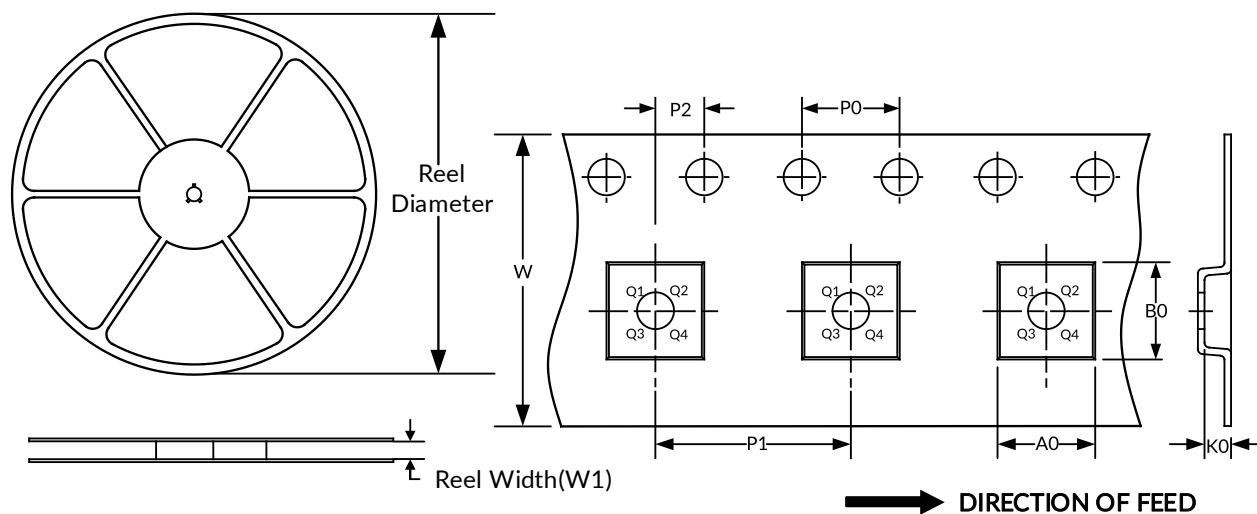 Reel
Diameter
P2
P0
W
Q1 Q2
Q3 Q4
Q1 Q2
Q3 Q4
Q1 Q2
Q3 Q4
B0
P1
A0
K0
Reel Width(W1)
DIRECTION OF FEED